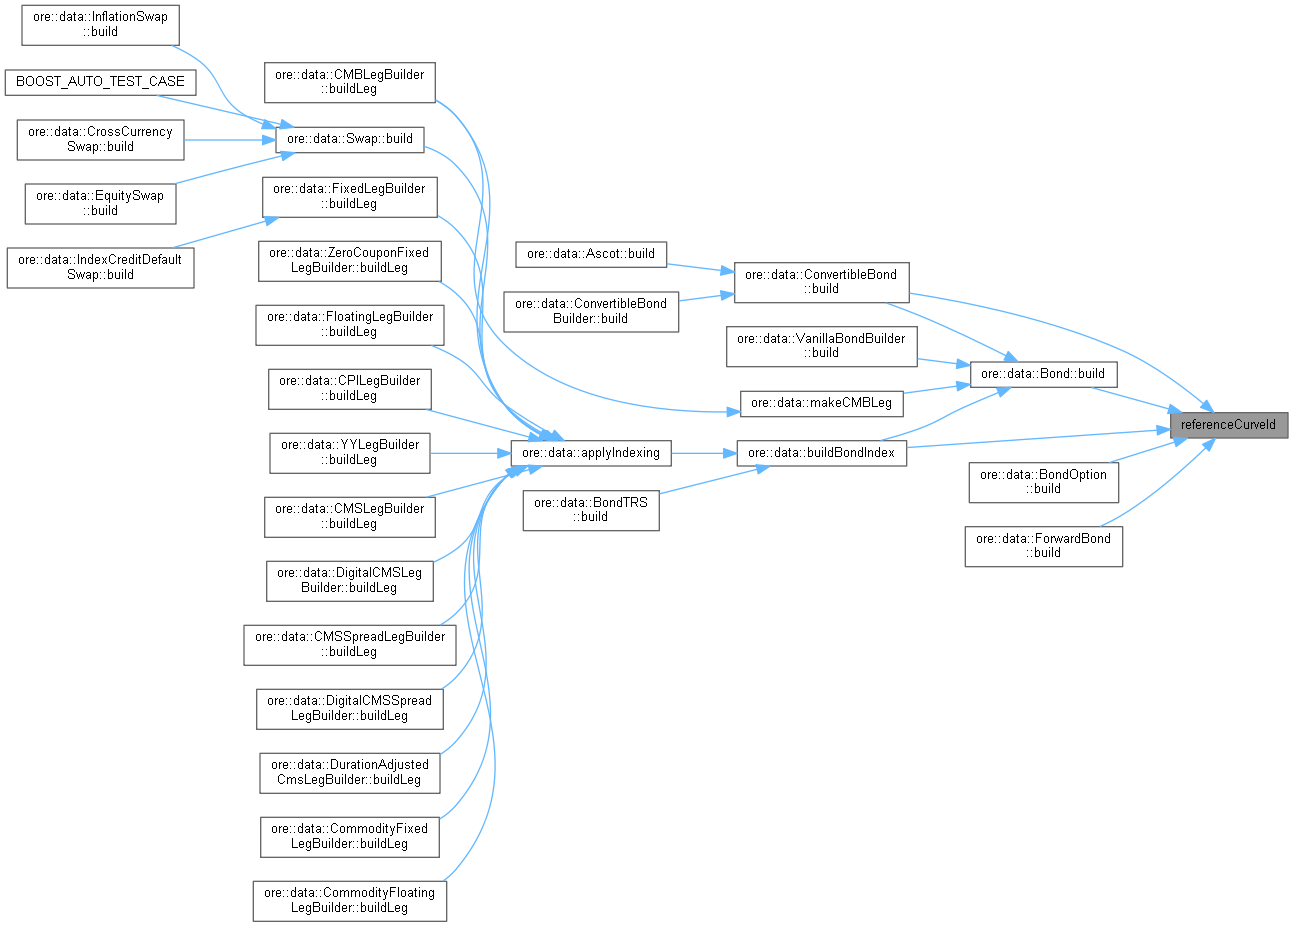 ore::data::InflationSwap
::build
BOOST_AUTO_TEST_CASE
ore::data::CrossCurrency
Swap::build
ore::data::EquitySwap
::build
ore::data::IndexCreditDefault
Swap::build
ore::data::CMBLegBuilder
::buildLeg
ore::data::Swap::build
ore::data::FixedLegBuilder
::buildLeg
ore::data::ZeroCouponFixed
LegBuilder::buildLeg
ore::data::FloatingLegBuilder
::buildLeg
ore::data::CPILegBuilder
::buildLeg
ore::data::YYLegBuilder
::buildLeg
ore::data::CMSLegBuilder
::buildLeg
ore::data::DigitalCMSLeg
Builder::buildLeg
ore::data::CMSSpreadLegBuilder
::buildLeg
ore::data::DigitalCMSSpread
LegBuilder::buildLeg
ore::data::DurationAdjusted
CmsLegBuilder::buildLeg
ore::data::CommodityFixed
LegBuilder::buildLeg
ore::data::CommodityFloating
LegBuilder::buildLeg
ore::data::Ascot::build
ore::data::ConvertibleBond
Builder::build
ore::data::applyIndexing
ore::data::BondTRS
::build
ore::data::ConvertibleBond
::build
ore::data::VanillaBondBuilder
::build
ore::data::makeCMBLeg
ore::data::buildBondIndex
ore::data::Bond::build
ore::data::BondOption
::build
ore::data::ForwardBond
::build
referenceCurveId